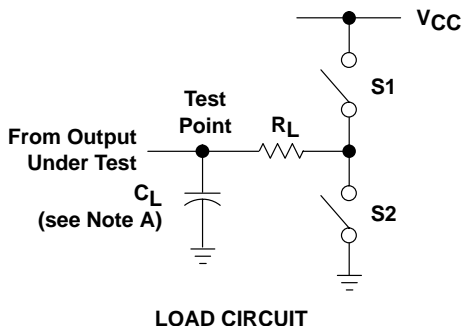 VCC
S1
Test
Point
RL
From Output
Under Test
CL
(see Note A)
S2
LOAD CIRCUIT